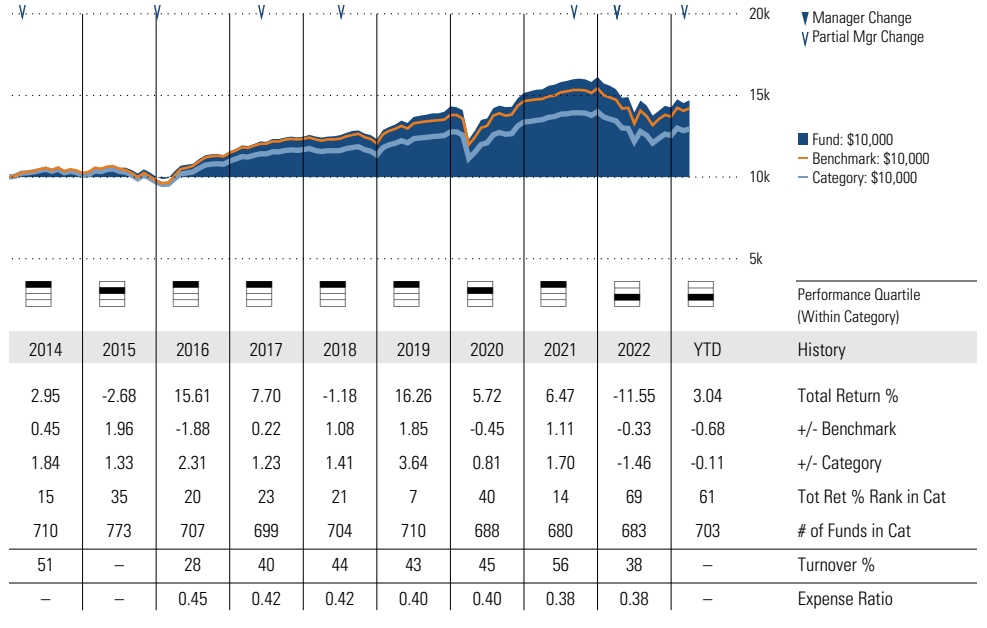 20k
Manager Change
Partial Mgr Change
15k
Fund: $10,000
Benchmark: $10,000
Category: $10,000
10k
5k
Performance Quartile
(Within Category)
2014 2015 2016 2017 2018 2019 2020 2021 2022 YTD History
2.95 -2.68 15.61 7.70 -1.18 16.26 5.72 6.47 -11.55 3.04 Total Return %
0.45 1.96 -1.88 0.22 1.08 1.85 -0.45 1.11 -0.33 -0.68 +/- Benchmark
1.84 1.33 2.31 1.23 1.41 3.64 0.81 1.70 -1.46 -0.11 +/- Category
15 35 20 23 21 7 40 14 69 61 Tot Ret % Rank in Cat
710 773 707 699 704 710 688 680 683 703 # of Funds in Cat
51 – 28 40 44 43 45 56 38 – Turnover %
– – 0.45 0.42 0.42 0.40 0.40 0.38 0.38 – Expense Ratio